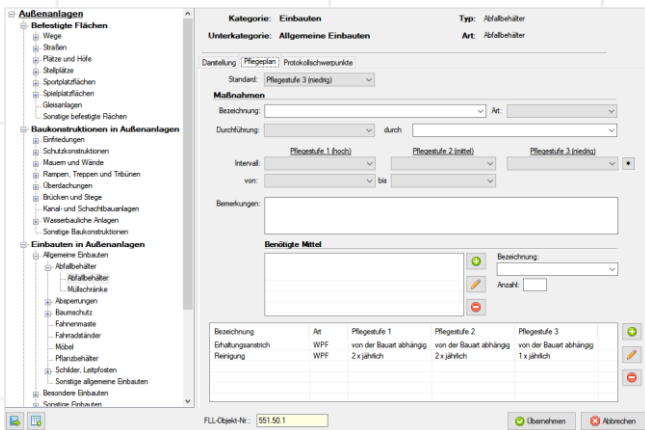 Außenanlagen
Befestigte Flächen
Wege
Straßen
Plätze und Höfe
Stellplätze
Sportplatzflächen
Spielplatzflächen
Gleisanlagen
Sonstige befestigte Flächen
Baukonstruktionen in Außenanlagen
Einfriedungen
Schutzkonstruktionen
Mauern und Wände
Rampen, Treppen und Tribünen
Überdachungen
Brücken und Stege
Kanal- und Schachtbauanlagen
Wasserbauliche Anlagen
Sonstige Baukonstruktionen
Einbauten in Außenanlagen
Allgemeine Einbauten
Abfallbehälter
Abfallbehälter
Müllschränke
Absperrungen
Baumschutz
Fahnenmaste
Fahrradständer
Möbel
Pflanzbehälter
Schilder, Leitpfosten
Sonstige allgemeine Einbauten
Besondere Einbauten
Sonstige Einbauten
Kategorie: Einbauten Typ: Abfallbehälter
Unterkategorie: Allgemeine Einbauten Art: Abfallbehälter
Darstellung Pflegeplan Protokollschwerpunkte
Standard: Pflegestufe 3 (niedrig)
Maßnahmen
Bezeichnung: Art:
Durchführung: durch
Pflegestufe 1 (hoch) Pflegestufe 2 (mittel) Pflegestufe 3 (niedrig)
Intervall:
von: bis
Bemerkungen:
Benötigte Mittel
Bezeichnung:
Anzahl:
Bezeichnung Art Pflegestufe 1 Pflegestufe 2 Pflegestufe 3
Erhaltungsanstrich WPF von der Bauart abhängig von der Bauart abhängig von der Bauart abhängig
Reinigung WPF 2 x jährlich 2 x jährlich 1 x jährlich
FLL-Objekt-Nr.: 551.50.1 Übernehmen Abbrechen